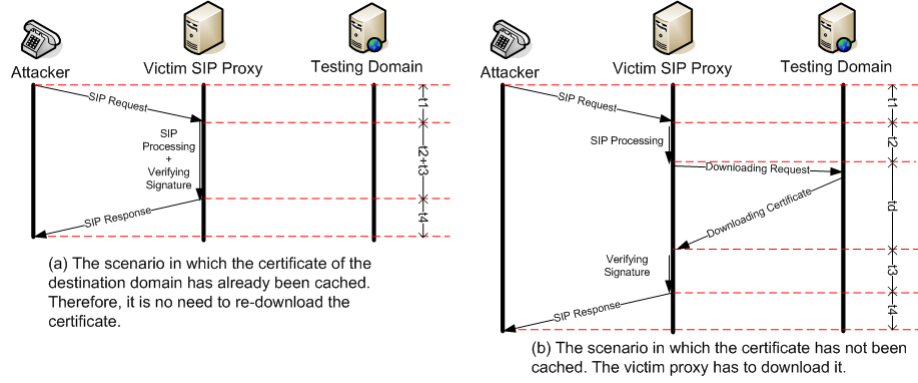 Attacker
Victim SIP Proxy
Testing Domain
SIP Request
SIP
Processing
+
Verifying
Signature
SIP Response
t1
t2+t3
t4
(a) The scenario in which the certificate of the
destination domain has already been cached.
Therefore, it is no need to re-download the
certificate.
Attacker
Victim SIP Proxy
Testing Domain
SIP Request
SIP Processing
Downloading Request
Downloading Certificate
Verifying
Signature
SIP Response
t1
t2
td
t3
t4
(b) The scenario in which the certificate has not been
cached. The victim proxy has to download it.